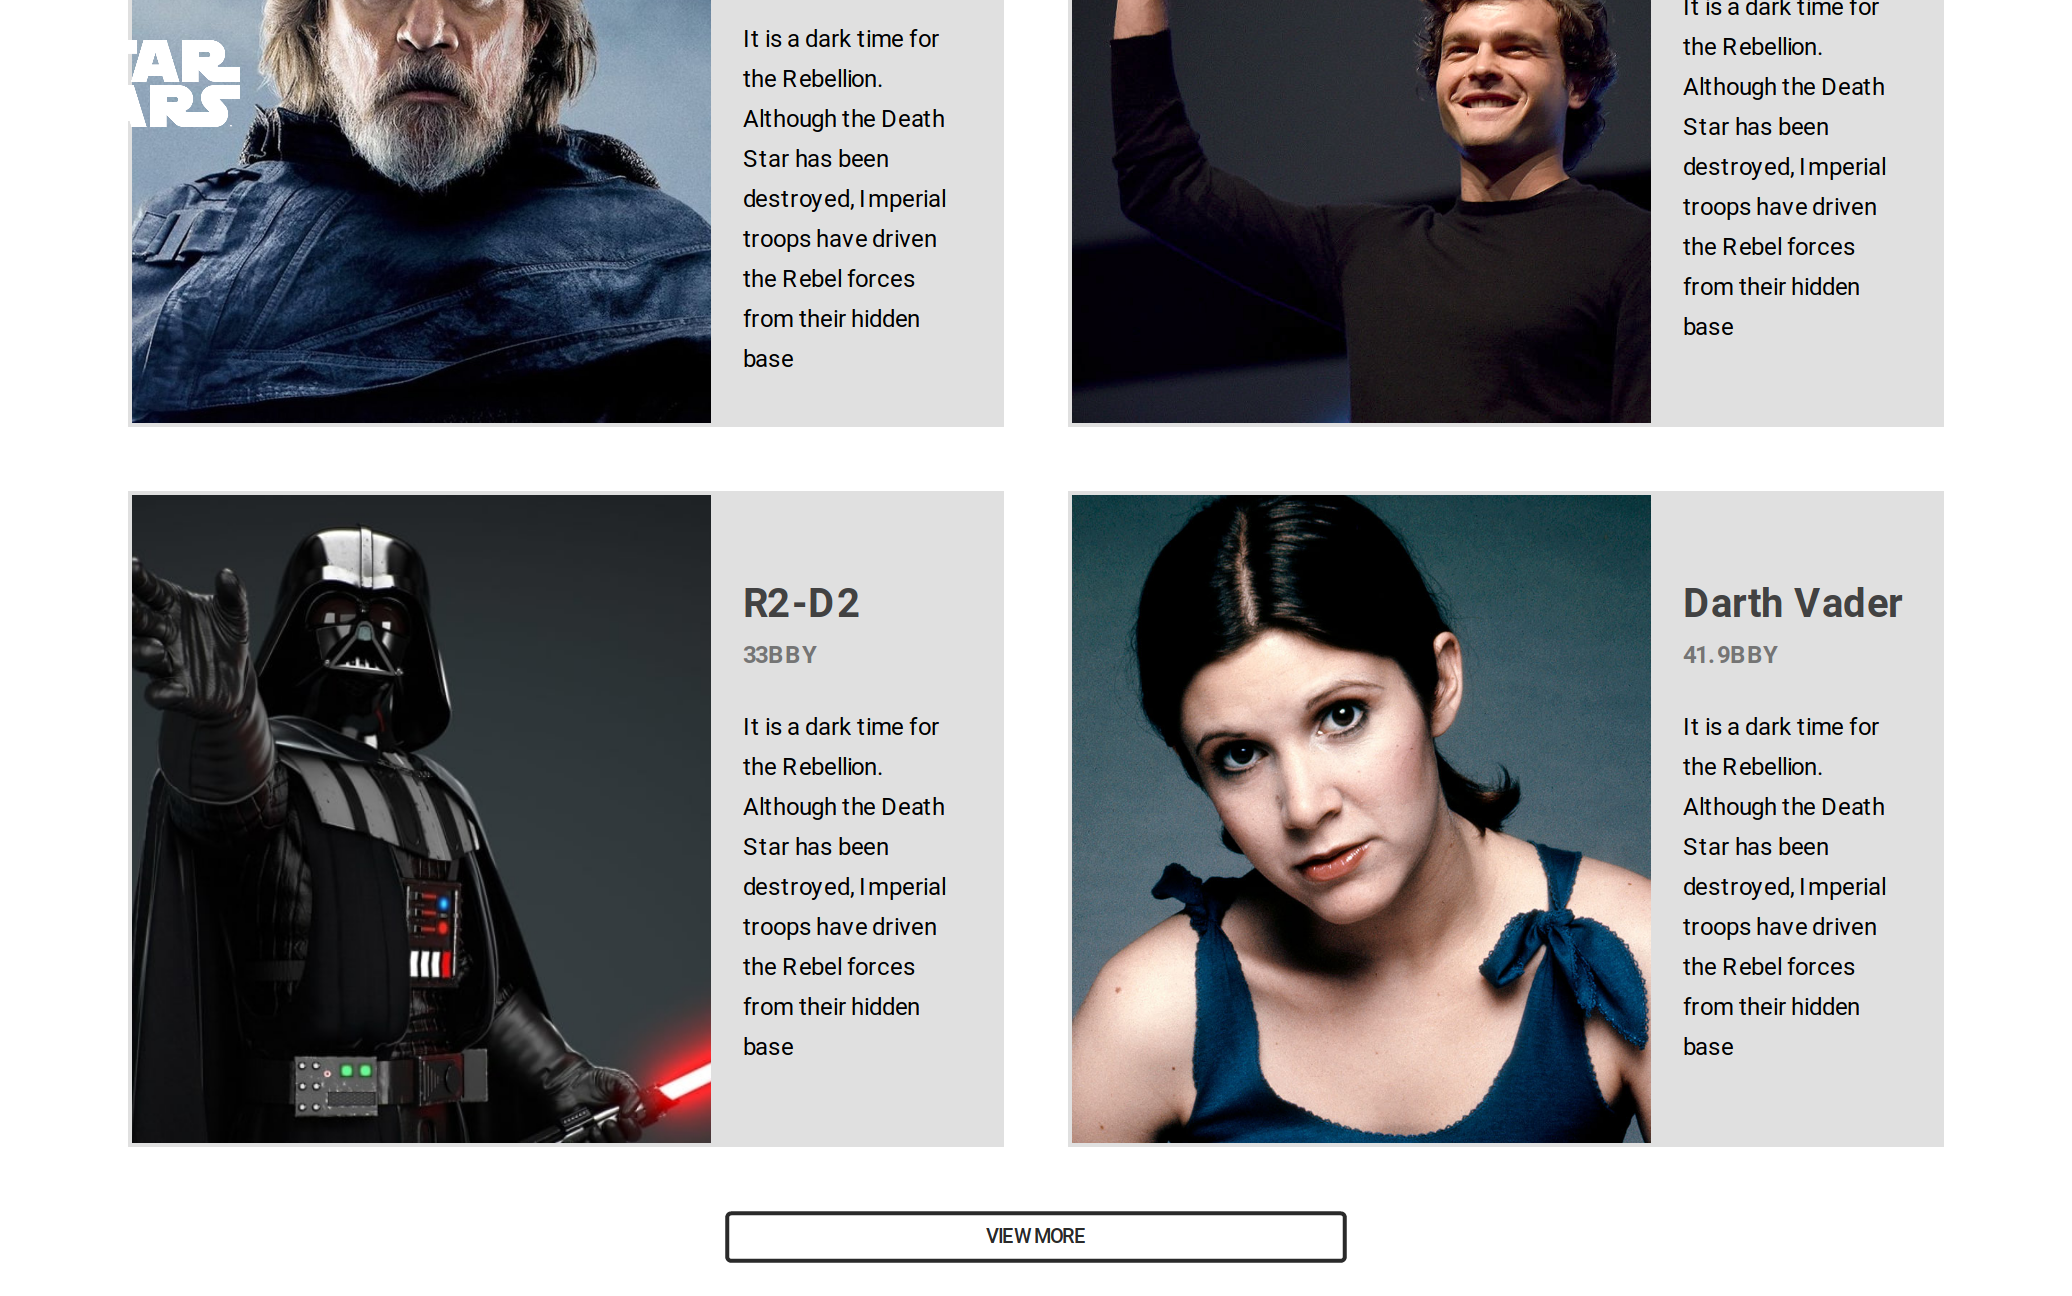 TAR
ARS
It is a dark time for
the Rebellion.
Although the Death
Star has been
destroyed, Imperial
troops have driven
the Rebel forces
from their hidden
base
It is a dark time for
the Rebellion.
Although the Death
Star has been
destroyed, Imperial
troops have driven
the Rebel forces
from their hidden
base
R2-D2
33BBY
It is a dark time for
the Rebellion.
Although the Death
Star has been
destroyed, Imperial
troops have driven
the Rebel forces
from their hidden
base
Darth Vader
41.9BBY
It is a dark time for
the Rebellion.
Although the Death
Star has been
destroyed, Imperial
troops have driven
the Rebel forces
from their hidden
base
VIEW MORE